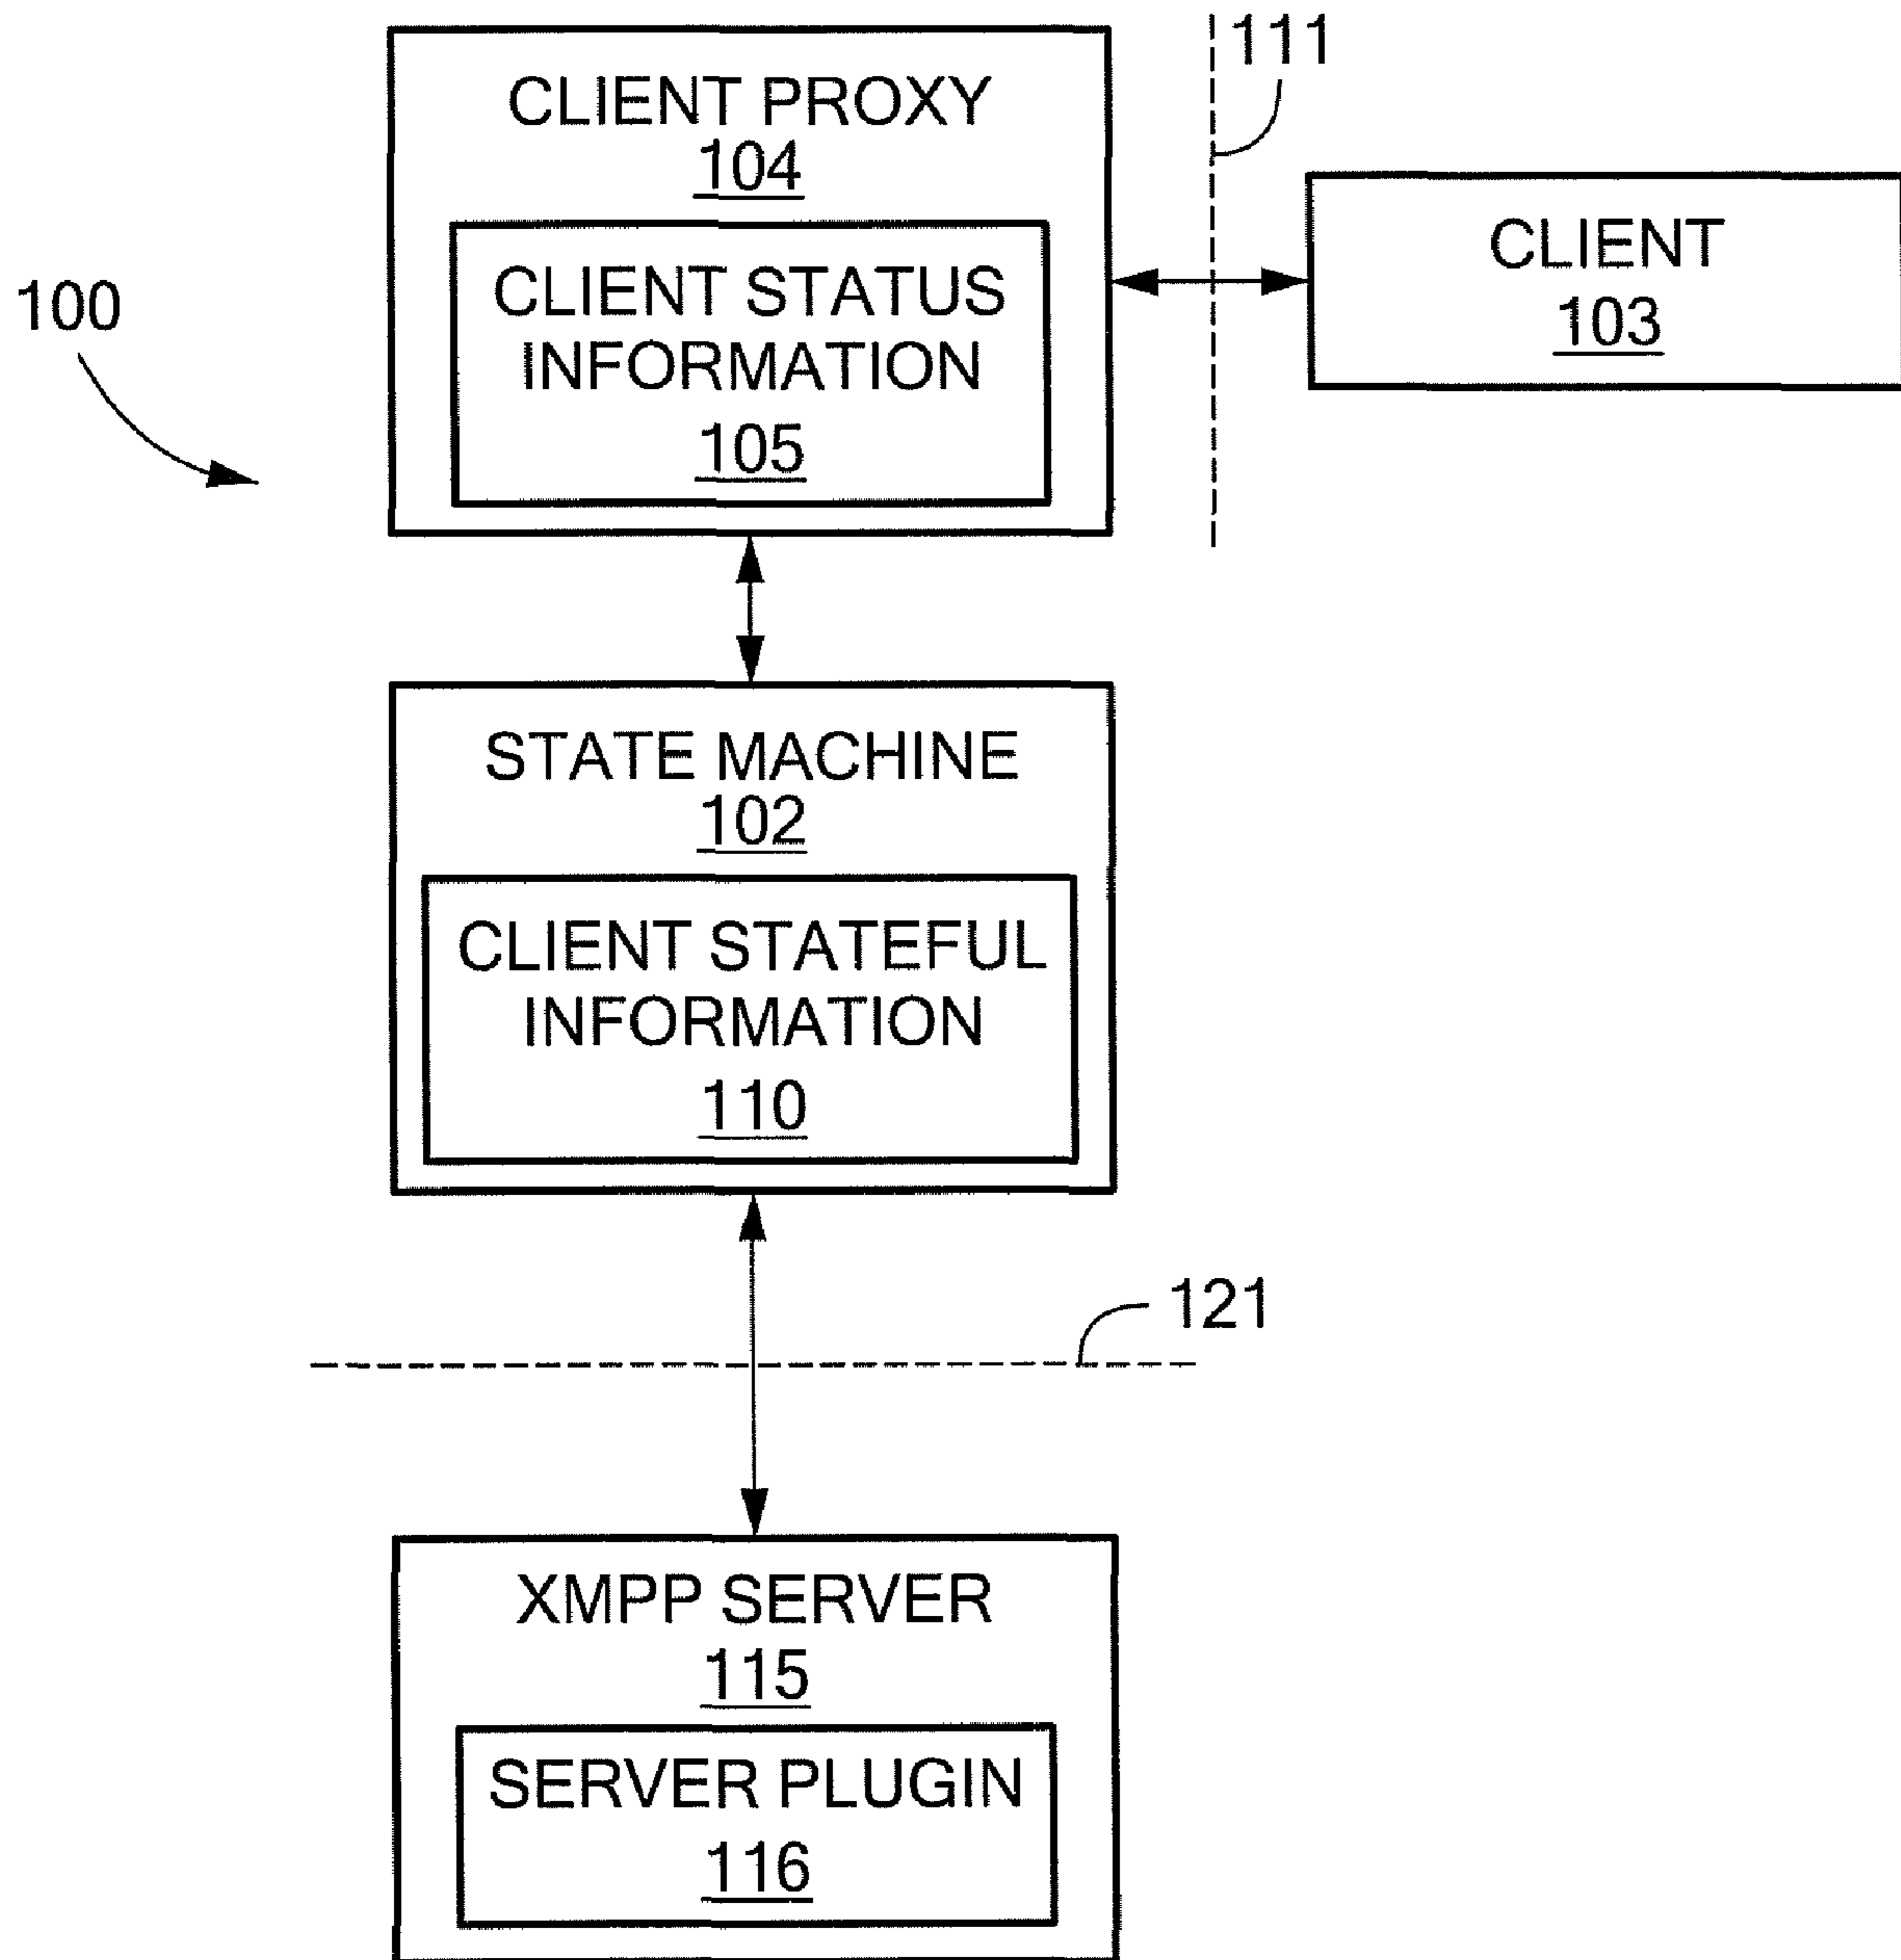 CLIENT PROXY
104
CLIENT STATUS
INFORMATION
105
111
CLIENT
103
100
STATE MACHINE
102
CLIENT STATEFUL
INFORMATION
110
121
XMPP SERVER
115
SERVER PLUGIN
116